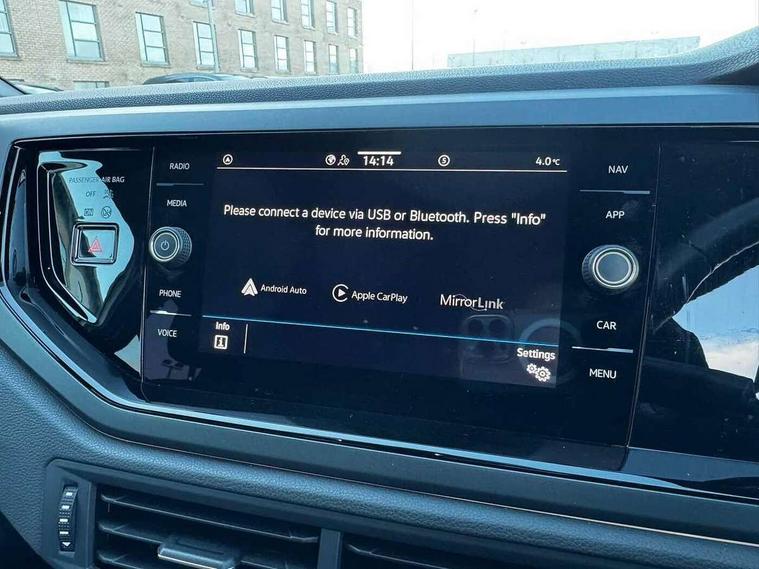 PASSENGER AIR BAG
OFF
ON
RADIO
MEDIA
PHONE
VOICE
14:14
S
4.0°C
Please connect a device via USB or Bluetooth. Press "Info"
for more information.
Android Auto
Apple CarPlay
MirrorLink
Info
i
Settings
NAV
APP
CAR
MENU